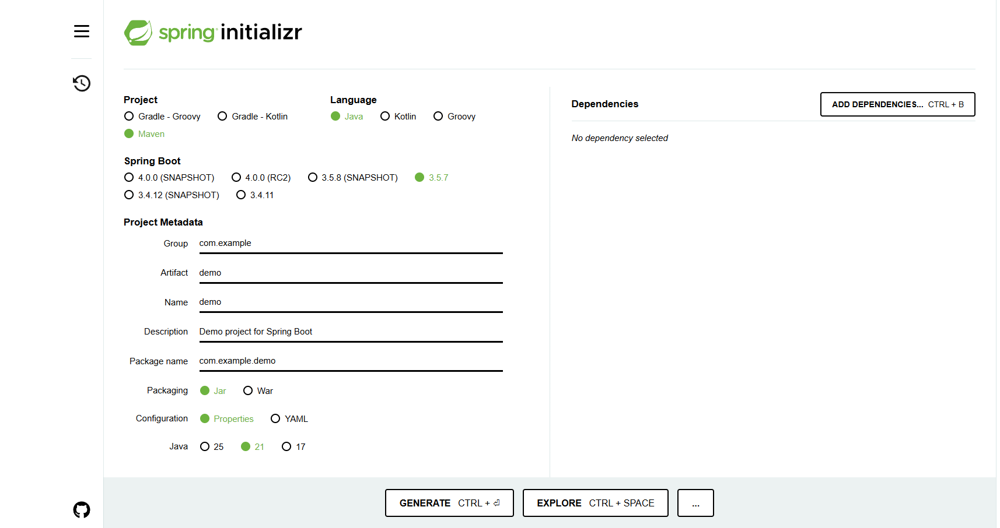 spring initializr
Project
Gradle - Groovy Gradle - Kotlin
Maven
Language
Java Kotlin Groovy
Spring Boot
4.0.0 (SNAPSHOT) 4.0.0 (RC2) 3.5.8 (SNAPSHOT) 3.5.7
3.4.12 (SNAPSHOT) 3.4.11
Project Metadata
Group com.example
Artifact demo
Name demo
Description Demo project for Spring Boot
Package name com.example.demo
Packaging Jar War
Configuration Properties YAML
Java 25 21 17
Dependencies ADD DEPENDENCIES... CTRL + B
No dependency selected
GENERATE CTRL + ⏎ EXPLORE CTRL + SPACE ...